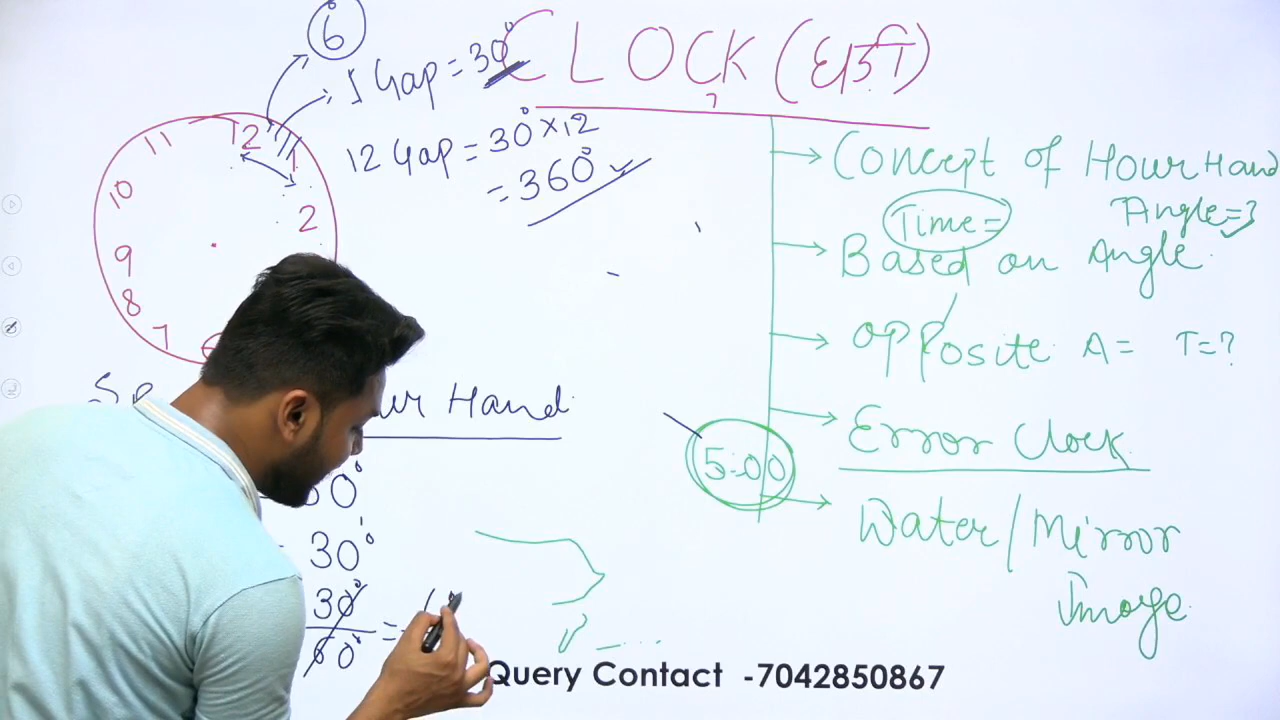 6°
1 Gap = 30°
12 Gap = 30° × 12
= 360° ✓
CLOCK (घड़ी)
11 12 1
10 2
9
8
7
Hand
30°
30°
30°
60
=
→ Concept of Hour Hand
Time =
Angle = ?
→ Based on Angle
→ Opposite A = T = ?
→ Error Clock
5:00
→ Water / Mirror
Image
Query Contact -7042850867